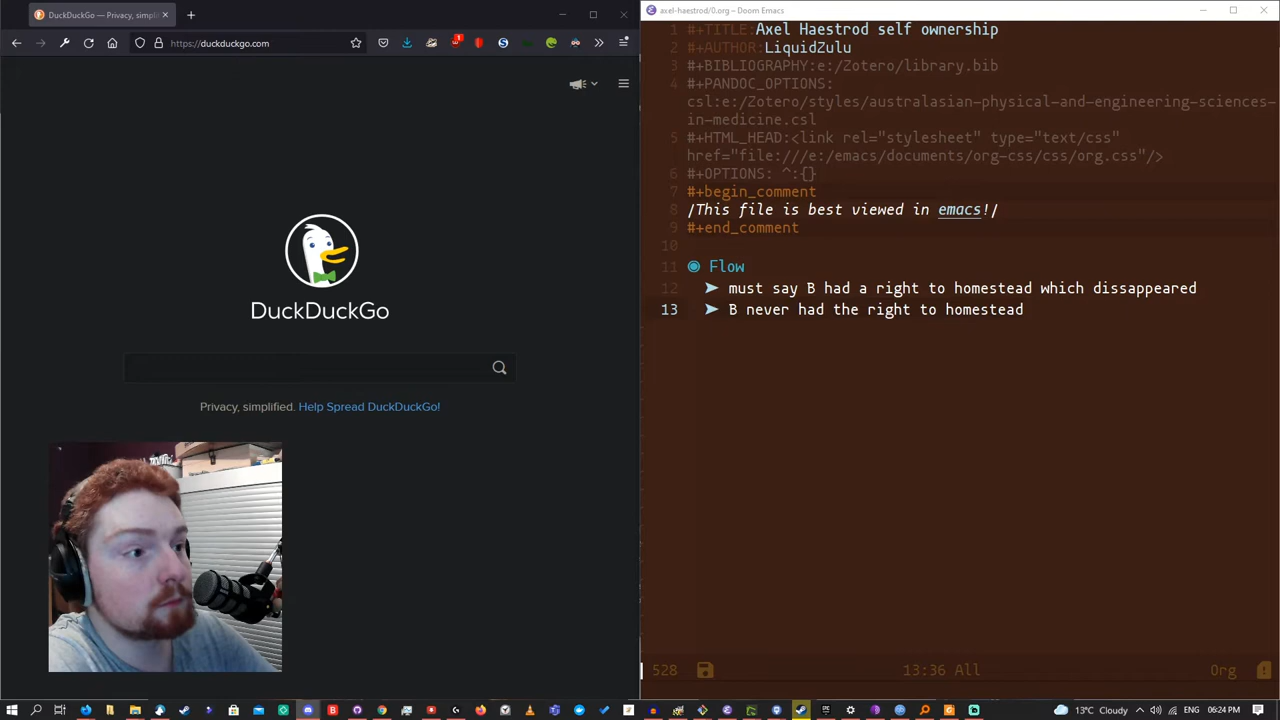 DuckDuckGo — Privacy, simplifi
https://duckduckgo.com
DuckDuckGo
Privacy, simplified. Help Spread DuckDuckGo!
axel-haestrod/0.org – Doom Emacs
1 #+TITLE:Axel Haestrod self ownership
2 #+AUTHOR:LiquidZulu
3 #+BIBLIOGRAPHY:e:/Zotero/library.bib
4 #+PANDOC_OPTIONS:
csl:e:/Zotero/styles/australasian-physical-and-engineering-sciences-
in-medicine.csl
5 #+HTML_HEAD:<link rel="stylesheet" type="text/css"
href="file:///e:/emacs/documents/org-css/css/org.css"/>
6 #+OPTIONS: ^:{}
7 #+begin_comment
8 /This file is best viewed in emacs!/
9 #+end_comment
10
11 Flow
12 must say B had a right to homestead which dissappeared
13 B never had the right to homestead
528 13:36 All Org
13°C Cloudy ENG 06:24 PM